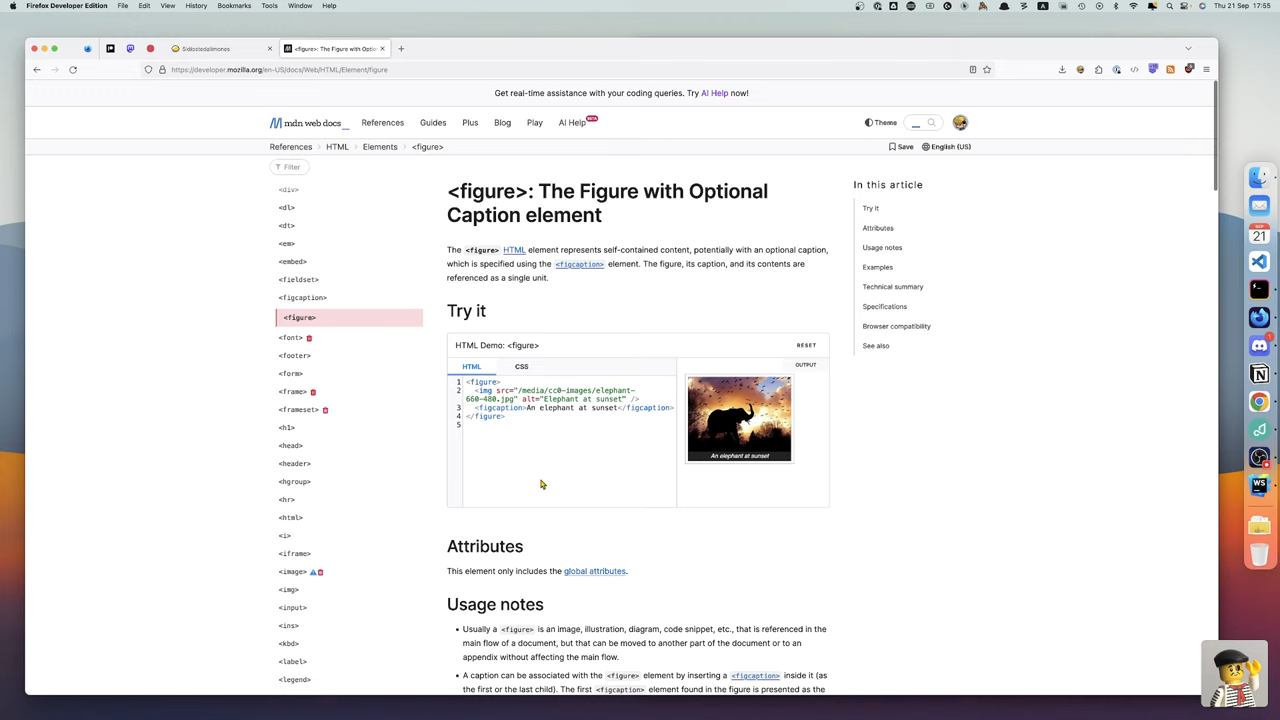 Firefox Developer Edition File Edit View History Bookmarks Tools Window Help Thu 21 Sep 17:55
Sidiostedalimones
<figure>: The Figure with Optio
https://developer.mozilla.org/en-US/docs/Web/HTML/Element/figure
Get real-time assistance with your coding queries. Try AI Help now!
mdn web docs_ References Guides Plus Blog Play AI Help BETA Theme
References HTML Elements <figure> Save English (US)
Filter
<div>
<dl>
<dt>
<em>
<embed>
<fieldset>
<figcaption>
<figure>
<font>
<footer>
<form>
<frame>
<frameset>
<h1>
<head>
<header>
<hgroup>
<hr>
<html>
<i>
<iframe>
<image>
<img>
<input>
<ins>
<kbd>
<label>
<legend>
<figure>: The Figure with Optional
Caption element
The <figure> HTML element represents self-contained content, potentially with an optional caption,
which is specified using the <figcaption> element. The figure, its caption, and its contents are
referenced as a single unit.
Try it
HTML Demo: <figure> RESET
HTML CSS OUTPUT
1 <figure>
2 <img src="/media/cc0-images/elephant-
660-480.jpg" alt="Elephant at sunset" />
3 <figcaption>An elephant at sunset</figcaption>
4 </figure>
5
An elephant at sunset
Attributes
This element only includes the global attributes.
Usage notes
• Usually a <figure> is an image, illustration, diagram, code snippet, etc., that is referenced in the
main flow of a document, but that can be moved to another part of the document or to an
appendix without affecting the main flow.
• A caption can be associated with the <figure> element by inserting a <figcaption> inside it (as
the first or the last child). The first <figcaption> element found in the figure is presented as the
In this article
Try it
Attributes
Usage notes
Examples
Technical summary
Specifications
Browser compatibility
See also
SEP
21